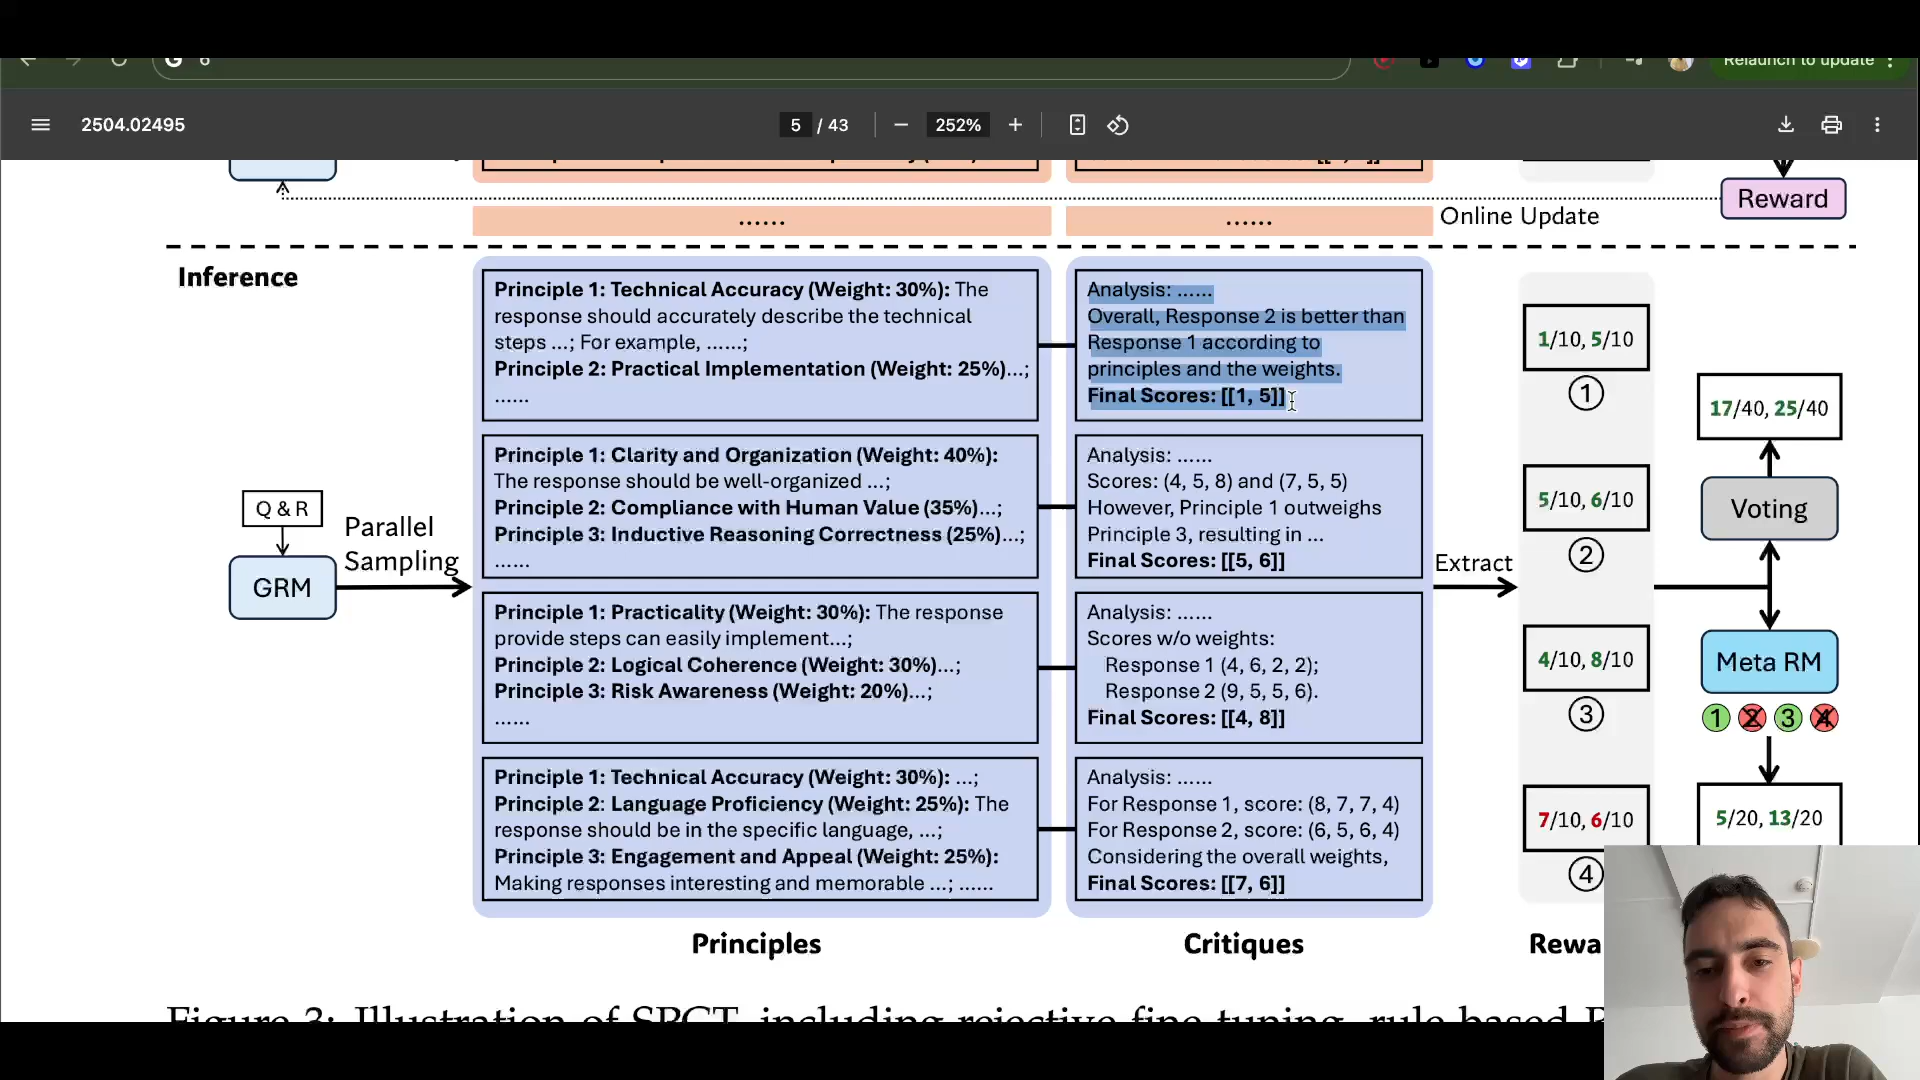 Relaunch to update
2504.02495
5 / 43
252%
Reward
......
......
Online Update
Inference
Principle 1: Technical Accuracy (Weight: 30%): The
response should accurately describe the technical
steps ...; For example, ......;
Principle 2: Practical Implementation (Weight: 25%)...;
......
Analysis: ......
Overall, Response 2 is better than
Response 1 according to
principles and the weights.
Final Scores: [[1, 5]]
1/10, 5/10
1
Principle 1: Clarity and Organization (Weight: 40%):
The response should be well-organized ...;
Principle 2: Compliance with Human Value (35%)...;
Principle 3: Inductive Reasoning Correctness (25%)...;
......
Analysis: ......
Scores: (4, 5, 8) and (7, 5, 5)
However, Principle 1 outweighs
Principle 3, resulting in ...
Final Scores: [[5, 6]]
5/10, 6/10
2
Q & R
GRM
Parallel
Sampling
Principle 1: Practicality (Weight: 30%): The response
provide steps can easily implement...;
Principle 2: Logical Coherence (Weight: 30%)...;
Principle 3: Risk Awareness (Weight: 20%)...;
......
Analysis: ......
Scores w/o weights:
Response 1 (4, 6, 2, 2);
Response 2 (9, 5, 5, 6).
Final Scores: [[4, 8]]
4/10, 8/10
3
Principle 1: Technical Accuracy (Weight: 30%): ...;
Principle 2: Language Proficiency (Weight: 25%): The
response should be in the specific language, ...;
Principle 3: Engagement and Appeal (Weight: 25%):
Making responses interesting and memorable ...; ......
Analysis: ......
For Response 1, score: (8, 7, 7, 4)
For Response 2, score: (6, 5, 6, 4)
Considering the overall weights,
Final Scores: [[7, 6]]
7/10, 6/10
4
Extract
17/40, 25/40
Voting
Meta RM
1 2 3 4
5/20, 13/20
Principles
Critiques
Figure 3: Illustration of SPCT, including rejective fine-tuning, rule-based